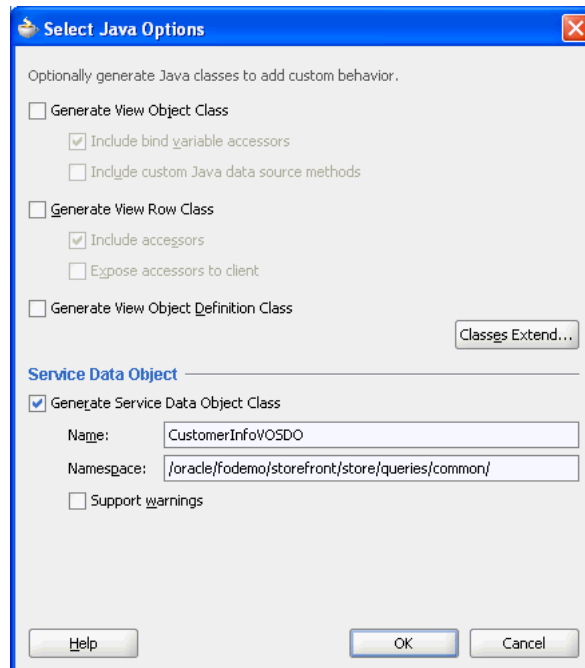 Select Java Options
Optionally generate Java classes to add custom behavior.
Generate View Object Class
Include bind variable accessors
Include custom Java data source methods
Generate View Row Class
Include accessors
Expose accessors to client
Generate View Object Definition Class
Classes Extend...
Service Data Object
Generate Service Data Object Class
Name: CustomerInfoVOSDO
Namespace: /oracle/fodemo/storefront/store/queries/common/
Support warnings
Help OK Cancel